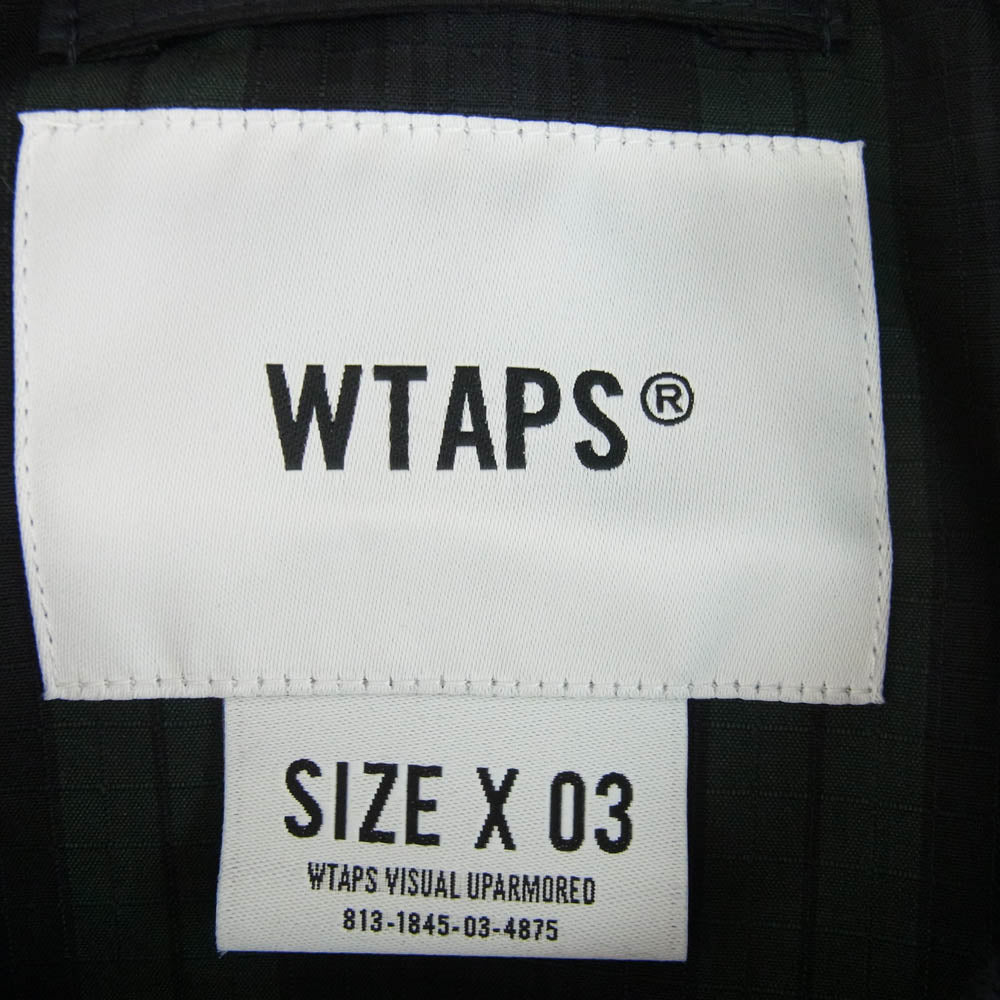 WTAPS®
SIZE X 03
WTAPS VISUAL UPARMORED
813-1845-03-4875